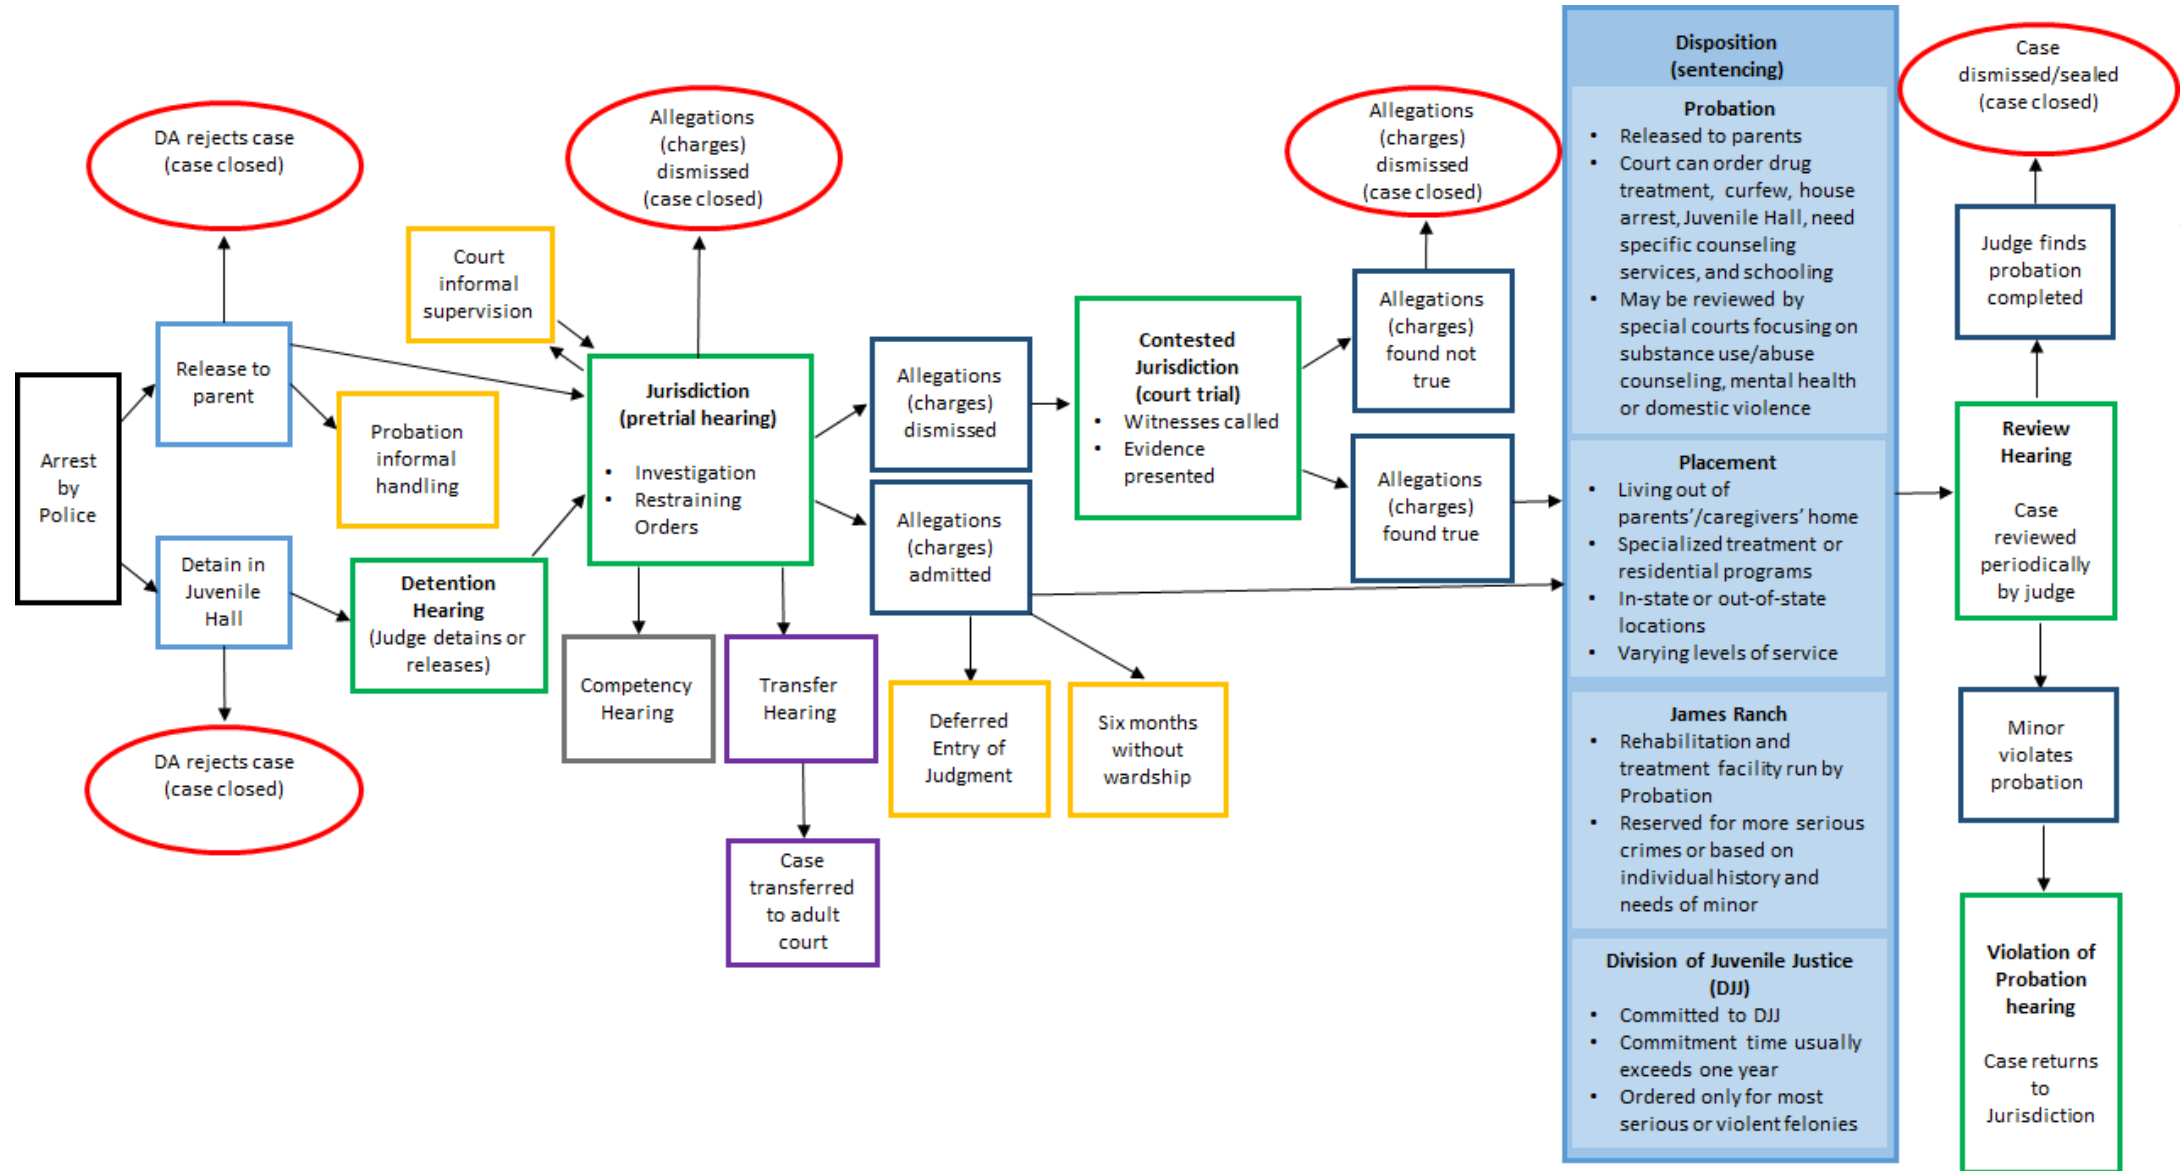 Arrest
by
Police
Release to
parent
DA rejects case
(case closed)
Probation
informal
handling
Detain in
Juvenile
Hall
DA rejects case
(case closed)
Detention
Hearing
(Judge detains or
releases)
Court
informal
supervision
Jurisdiction
(pretrial hearing)
• Investigation
• Restraining
Orders
Allegations
(charges)
dismissed
(case closed)
Competency
Hearing
Transfer
Hearing
Case
transferred
to adult
court
Allegations
(charges)
dismissed
Allegations
(charges)
admitted
Deferred
Entry of
Judgment
Six months
without
wardship
Contested
Jurisdiction
(court trial)
• Witnesses called
• Evidence
presented
Allegations
(charges)
found not
true
Allegations
(charges)
dismissed
(case closed)
Allegations
(charges)
found true
Disposition
(sentencing)
Probation
• Released to parents
• Court can order drug
treatment, curfew, house
arrest, Juvenile Hall, need
specific counseling
services, and schooling
• May be reviewed by
special courts focusing on
substance use/abuse
counseling, mental health
or domestic violence
Placement
• Living out of
parents’/caregivers’ home
• Specialized treatment or
residential programs
• In-state or out-of-state
locations
• Varying levels of service
James Ranch
• Rehabilitation and
treatment facility run by
Probation
• Reserved for more serious
crimes or based on
individual history and
needs of minor
Division of Juvenile Justice
(DJJ)
• Committed to DJJ
• Commitment time usually
exceeds one year
• Ordered only for most
serious or violent felonies
Review
Hearing
Case
reviewed
periodically
by judge
Judge finds
probation
completed
Case
dismissed/sealed
(case closed)
Minor
violates
probation
Violation of
Probation
hearing
Case returns
to
Jurisdiction